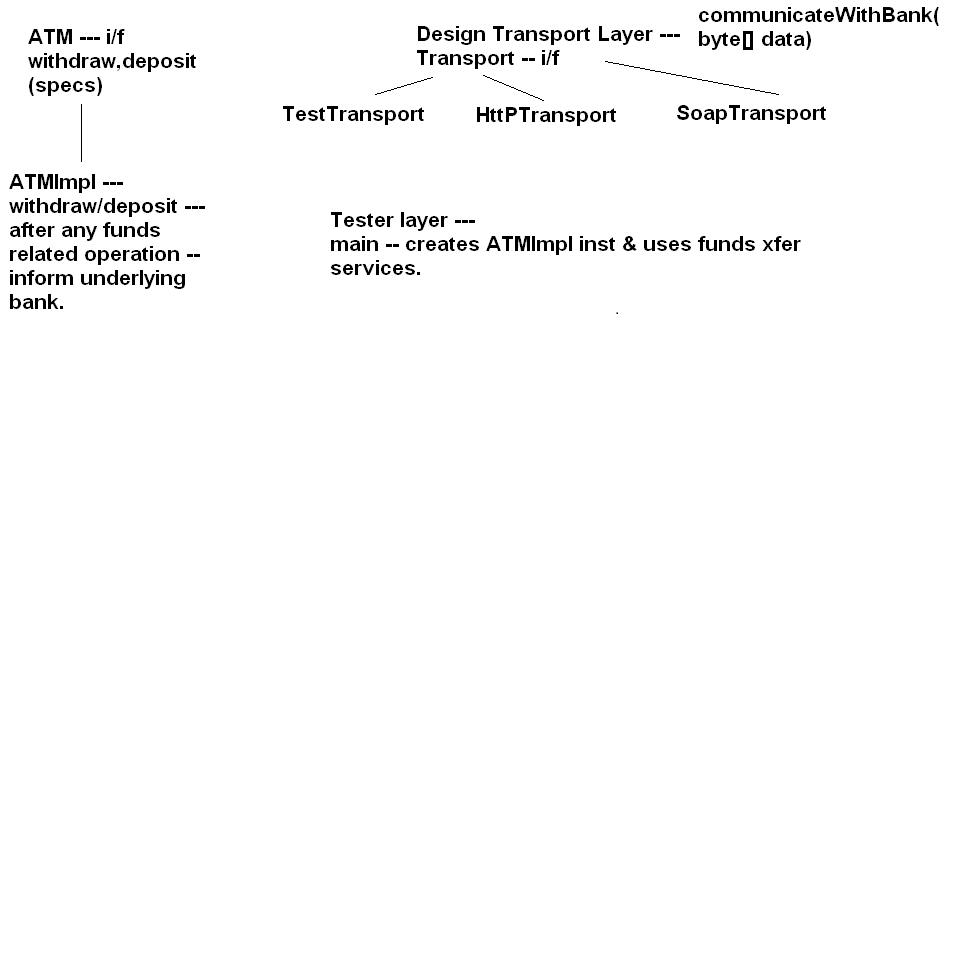 ATM --- i/f
withdraw,deposit
(specs)
ATMImpl ---
withdraw/deposit ---
after any funds
related operation --
inform underlying
bank.
Design Transport Layer ---
Transport -- i/f
communicateWithBank(
byte[] data)
TestTransport
HttPTransport
SoapTransport
Tester layer ---
main -- creates ATMImpl inst & uses funds xfer
services.